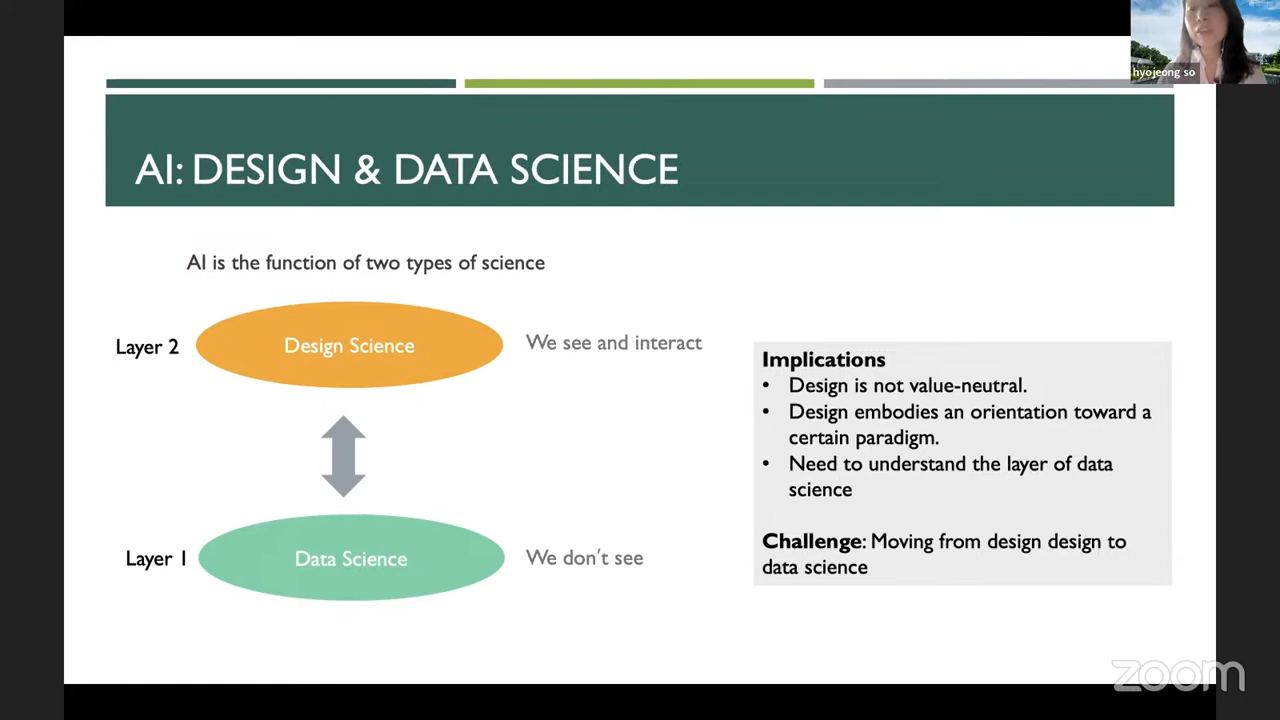 hyojeong so
AI: DESIGN & DATA SCIENCE
AI is the function of two types of science
Layer 2
Design Science
We see and interact
Layer 1
Data Science
We don't see
Implications
• Design is not value-neutral.
• Design embodies an orientation toward a
certain paradigm.
• Need to understand the layer of data
science
Challenge: Moving from design design to
data science
zoom